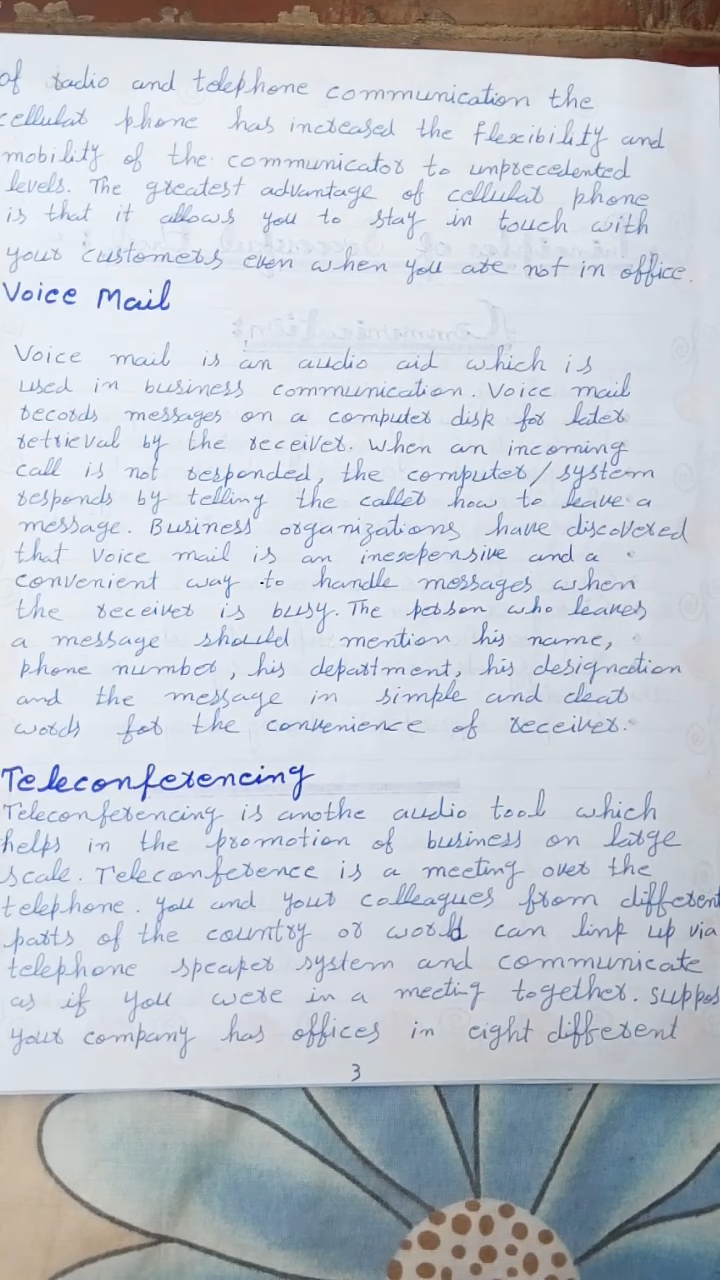 of radio and telephone communication the
cellular phone has increased the flexibility and
mobility of the communicator to unprecedented
levels. The greatest advantage of cellular phone
is that it allows you to stay in touch with
your customers even when you are not in office.
Voice Mail
Voice mail is an audio aid which is
used in business communication. Voice mail
records messages on a computer disk for later
retrieval by the receiver. When an incoming
call is not responded, the computer/system
responds by telling the caller how to leave a
message. Business organizations have discovered
that Voice mail is an inexpensive and a
convenient way to handle messages when
the receiver is busy. The person who leaves
a message should mention his name,
phone number, his department, his designation
and the message in simple and clear
words for the convenience of receiver.
Teleconferencing
Teleconferencing is anothe audio tool which
helps in the promotion of business on large
scale. Teleconference is a meeting over the
telephone. you and your colleagues from different
parts of the country or world can link up via
telephone speaker system and communicate
as if you were in a meeting together. Suppos
your company has offices in eight different
3